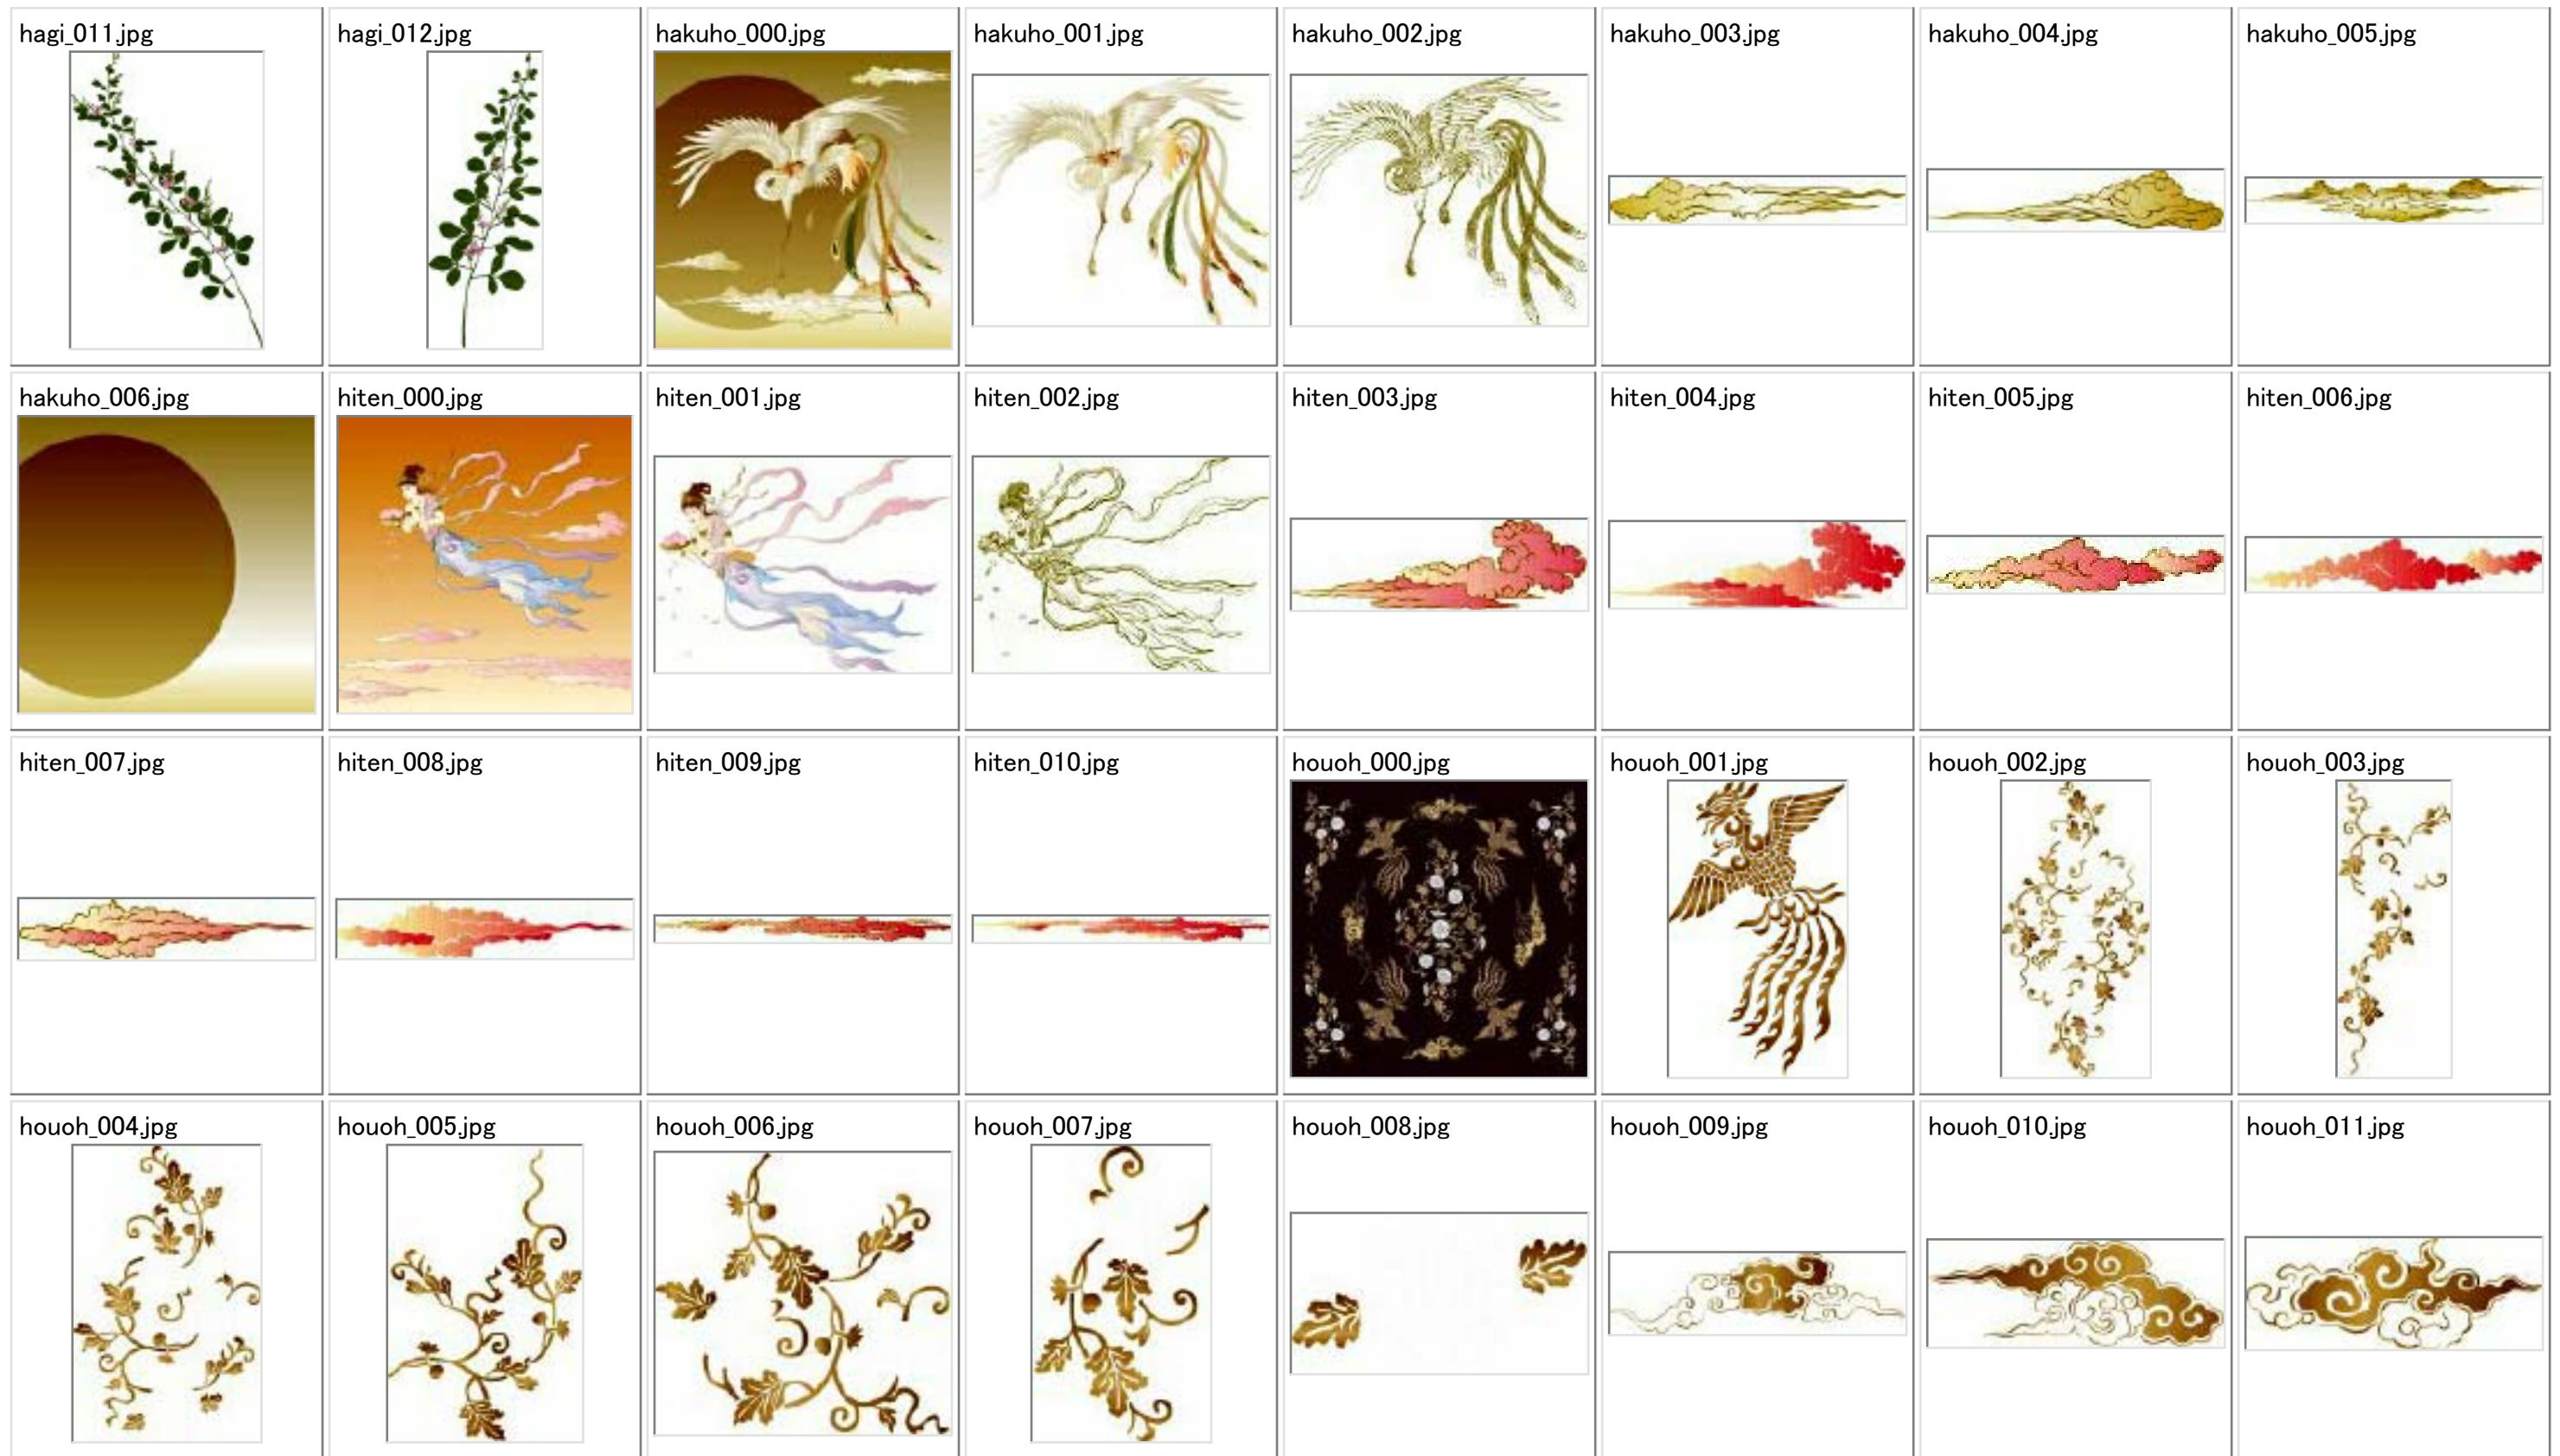 hagi_011.jpg
hagi_012.jpg
hakuho_000.jpg
hakuho_001.jpg
hakuho_002.jpg
hakuho_003.jpg
hakuho_004.jpg
hakuho_005.jpg
hakuho_006.jpg
hiten_000.jpg
hiten_001.jpg
hiten_002.jpg
hiten_003.jpg
hiten_004.jpg
hiten_005.jpg
hiten_006.jpg
hiten_007.jpg
hiten_008.jpg
hiten_009.jpg
hiten_010.jpg
houoh_000.jpg
houoh_001.jpg
houoh_002.jpg
houoh_003.jpg
houoh_004.jpg
houoh_005.jpg
houoh_006.jpg
houoh_007.jpg
houoh_008.jpg
houoh_009.jpg
houoh_010.jpg
houoh_011.jpg